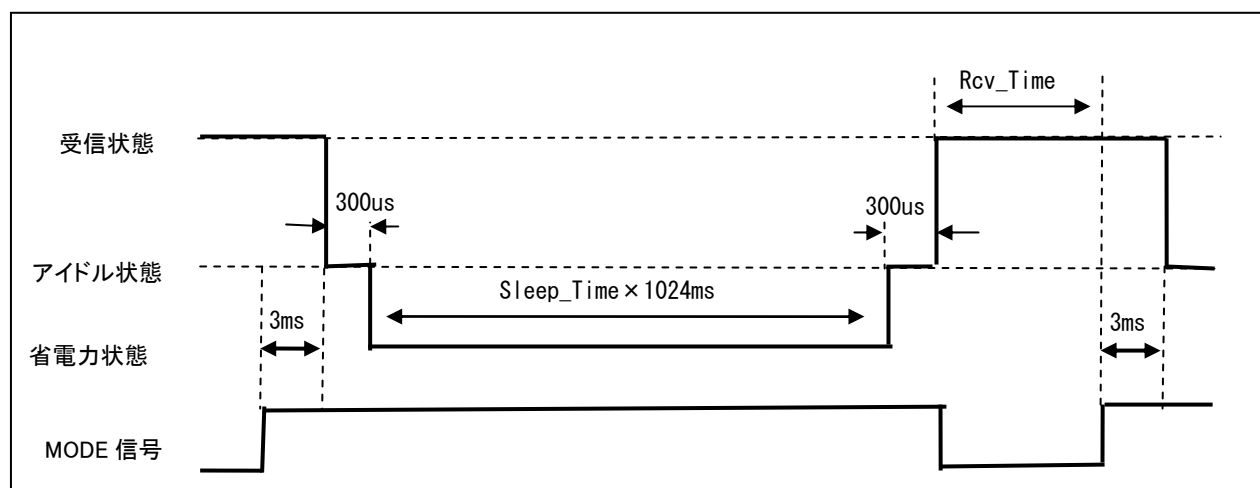 Rcv_Time
受信状態
300us
300us
アイドル状態
Sleep_Time×1024ms
3ms
3ms
省電力状態
MODE 信号